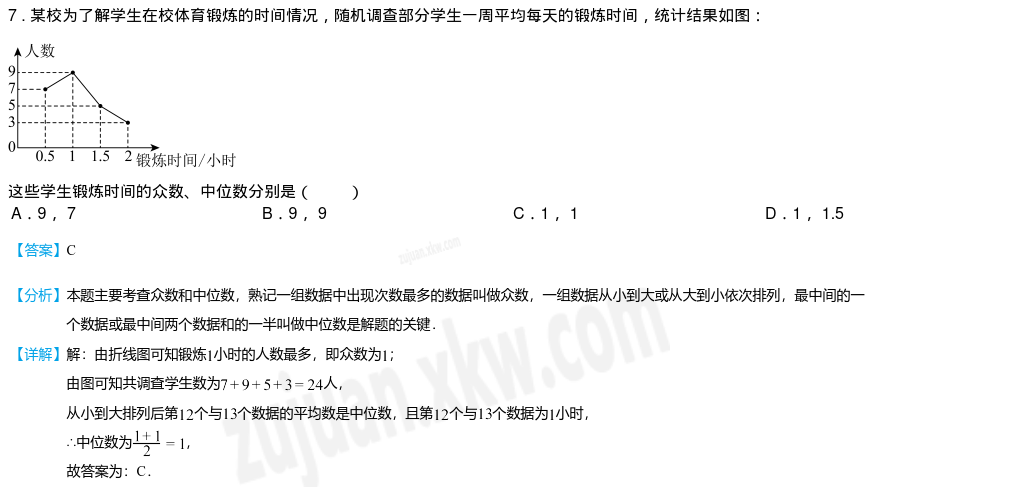 7．某校为了解学生在校体育锻炼的时间情况，随机调查部分学生一周平均每天的锻炼时间，统计结果如图：
人数
9
7
5
3
0
0.5 1 1.5 2 锻炼时间/小时
这些学生锻炼时间的众数、中位数分别是（ ）
A．9，7 B．9，9 C．1，1 D．1，1.5
【答案】C
zujuan.xkw.com
【分析】本题主要考查众数和中位数，熟记一组数据中出现次数最多的数据叫做众数，一组数据从小到大或从大到小依次排列，最中间的一
个数据或最中间两个数据和的一半叫做中位数是解题的关键．
【详解】解：由折线图可知锻炼1小时的人数最多，即众数为1；
由图可知共调查学生数为7+9+5+3=24人，
从小到大排列后第12个与13个数据的平均数是中位数，且第12个与13个数据为1小时，
∴中位数为(1+1)/2=1，
故答案为：C．
zujuan.xkw.com